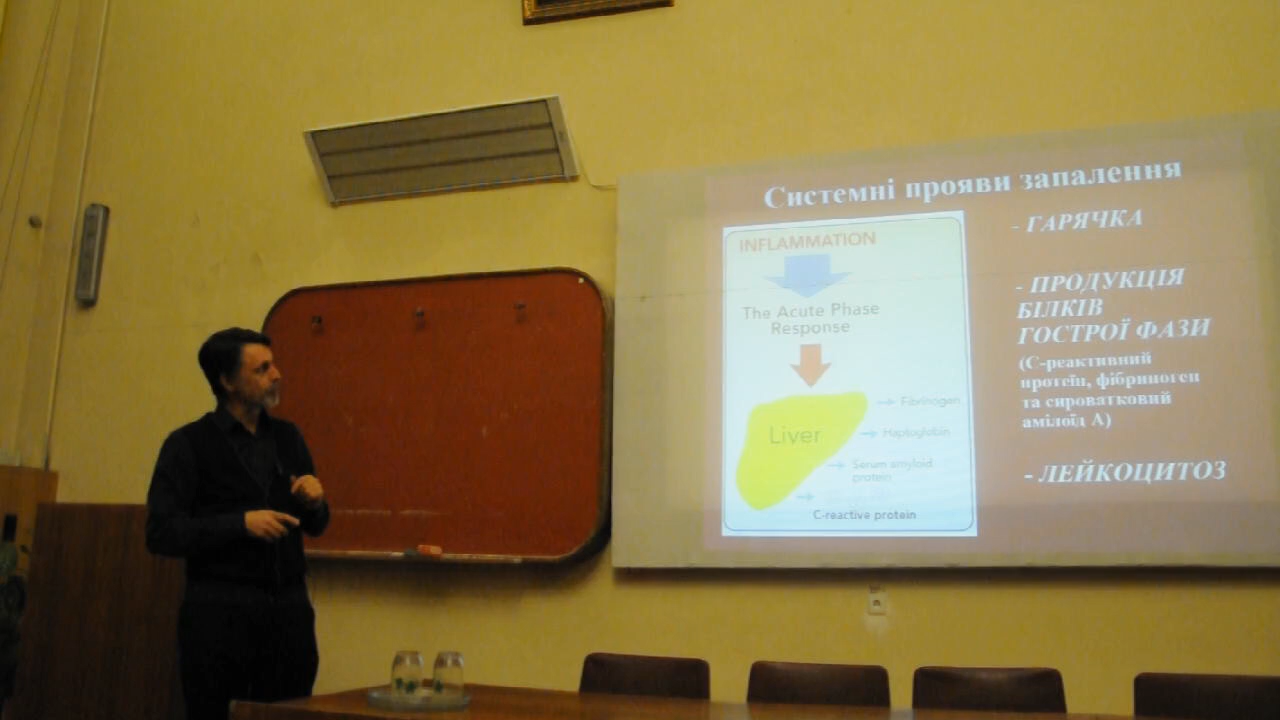 Системні прояви запалення
INFLAMMATION
The Acute Phase
Response
Liver
Fibrinogen
Haptoglobin
Serum amyloid
protein
C-reactive protein
- ГАРЯЧКА
- ПРОДУКЦІЯ
БІЛКІВ
ГОСТРОЇ ФАЗИ
(С-реактивний
протеїн, фібриноген
та сироватковий
амілоїд А)
- ЛЕЙКОЦИТОЗ